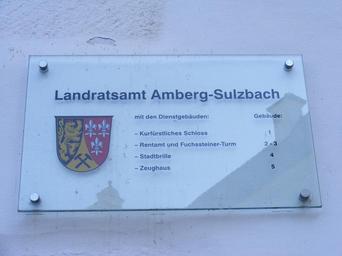 Landratsamt Amberg-Sulzbach
mit den Dienstgebäuden: Gebäude:
– Kurfürstliches Schloss 1
– Rentamt und Fuchssteiner-Turm 2 - 3
– Stadtbrille 4
– Zeughaus 5